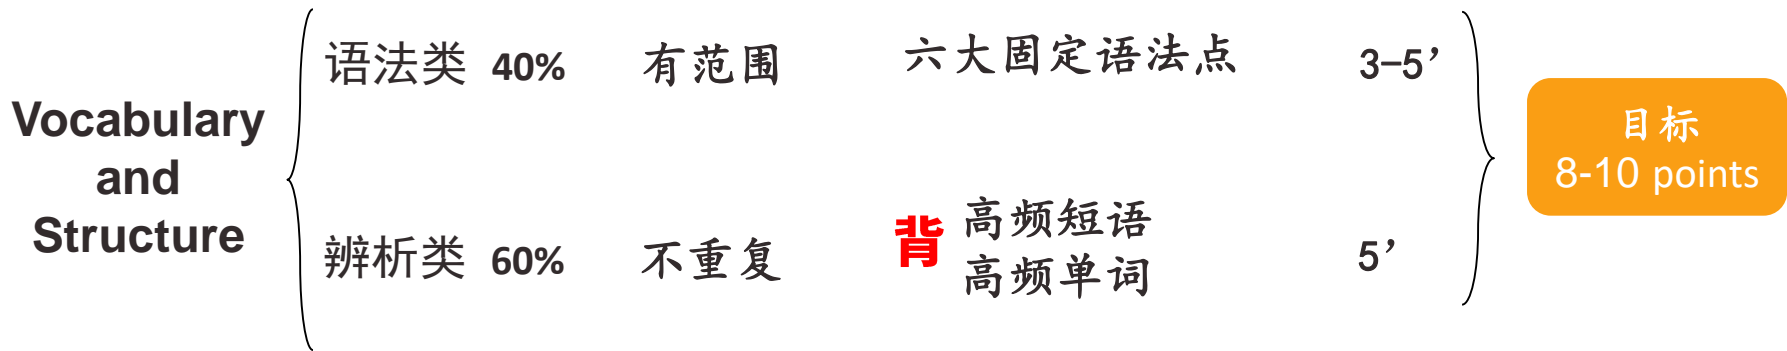 Vocabulary
and
Structure
语法类 40% 有范围 六大固定语法点 3-5’
辨析类 60% 不重复 背 高频短语
高频单词 5’
目标
8-10 points